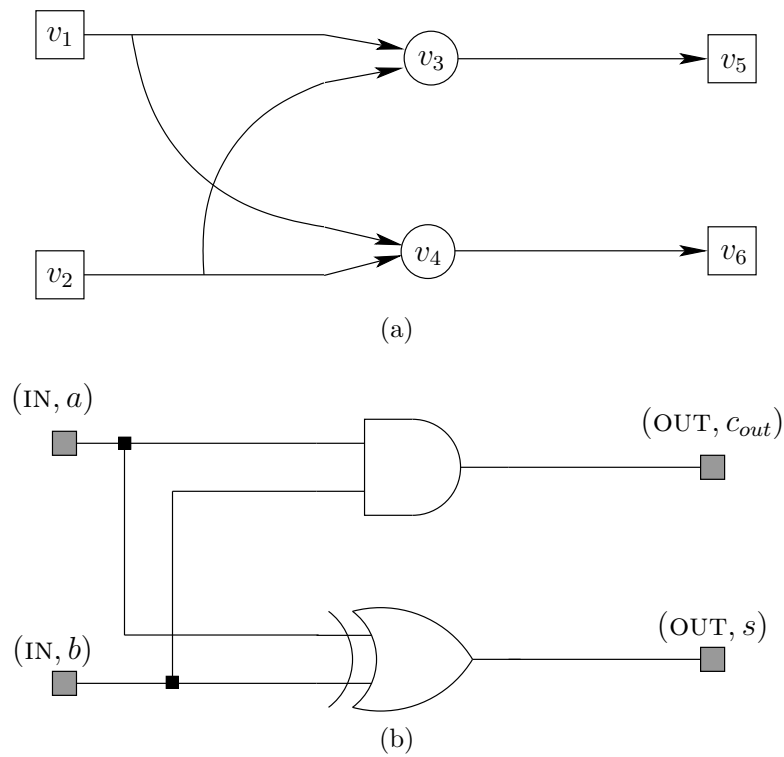 v₁
v₃
v₅
v₂
v₄
v₆
(a)
(IN, a)
(OUT, c_out)
(IN, b)
(OUT, s)
(b)